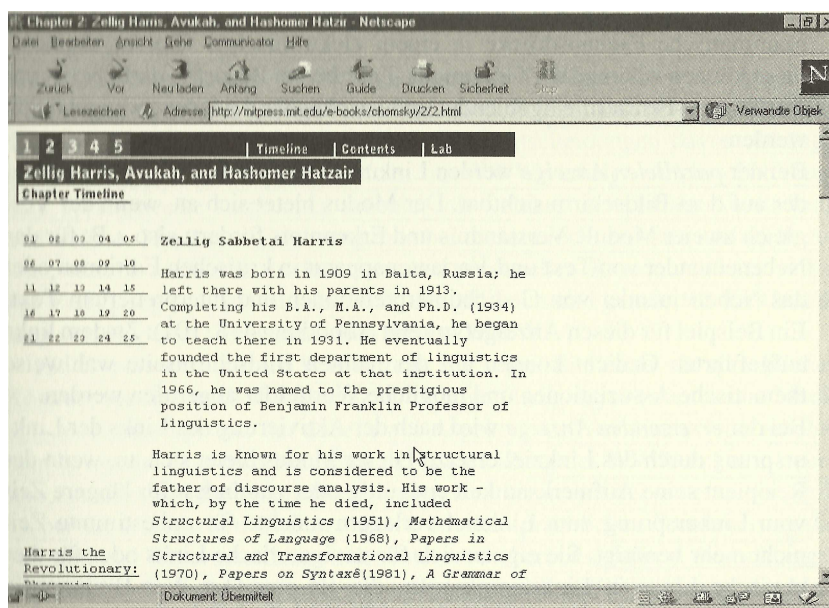 Chapter 2: Zellig Harris, Avukah, and Hashomer Hatzir - Netscape
Datei Bearbeiten Ansicht Gehe Communicator Hilfe
Zurück Vor Neu laden Anfang Suchen Guide Drucken Sicherheit Stop
Lesezeichen Adresse: http://mitpress.mit.edu/e-books/chomsky/2/2.html Verwandte Objek
1 2 3 4 5 Timeline Contents Lab
Zellig Harris, Avukah, and Hashomer Hatzair
Chapter Timeline
01 02 03 04 05
06 07 08 09 10
11 12 13 14 15
16 17 18 19 20
21 22 23 24 25
Zellig Sabbetai Harris
Harris was born in 1909 in Balta, Russia; he
left there with his parents in 1913.
Completing his B.A., M.A., and Ph.D. (1934)
at the University of Pennsylvania, he began
to teach there in 1931. He eventually
founded the first department of linguistics
in the United States at that institution. In
1966, he was named to the prestigious
position of Benjamin Franklin Professor of
Linguistics.
Harris is known for his work in structural
linguistics and is considered to be the
father of discourse analysis. His work –
which, by the time he died, included
Structural Linguistics (1951), Mathematical
Structures of Language (1968), Papers in
Structural and Transformational Linguistics
(1970), Papers on Syntaxê(1981), A Grammar of
Harris the
Revolutionary:
Dokument: Übermittelt